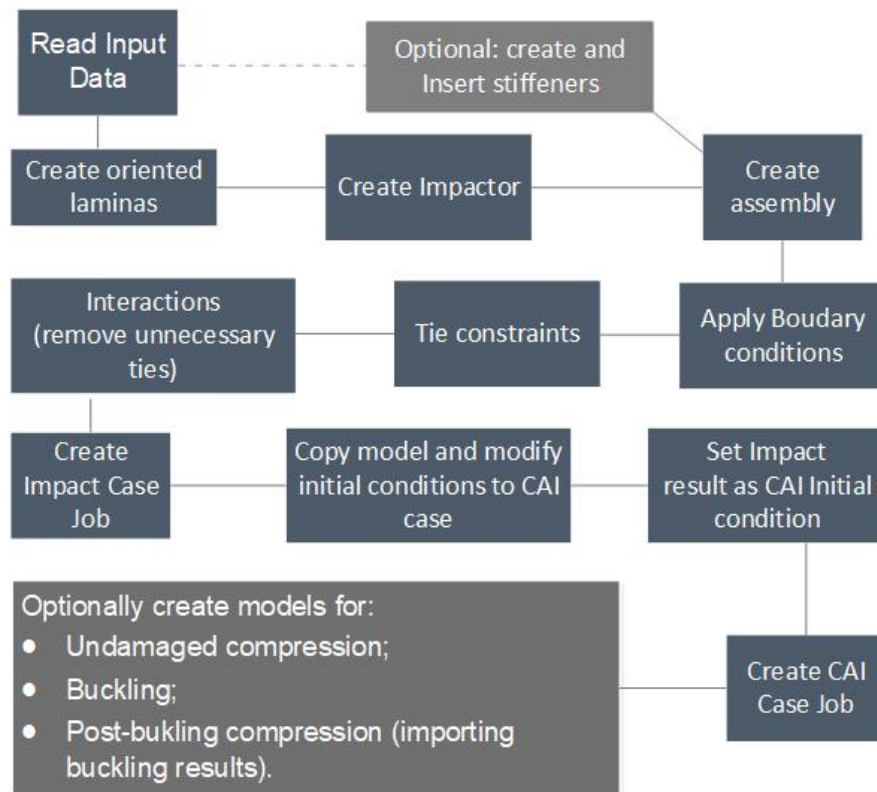 Read Input
Data
Optional: create and
Insert stiffeners
Create oriented
laminas
Create Impactor
Create
assembly
Interactions
(remove unnecessary
ties)
Tie constraints
Apply Boudary
conditions
Create
Impact Case
Job
Copy model and modify
initial conditions to CAI
case
Set Impact
result as CAI Initial
condition
Optionally create models for:
● Undamaged compression;
● Buckling;
● Post-bukling compression (importing
buckling results).
Create CAI
Case Job